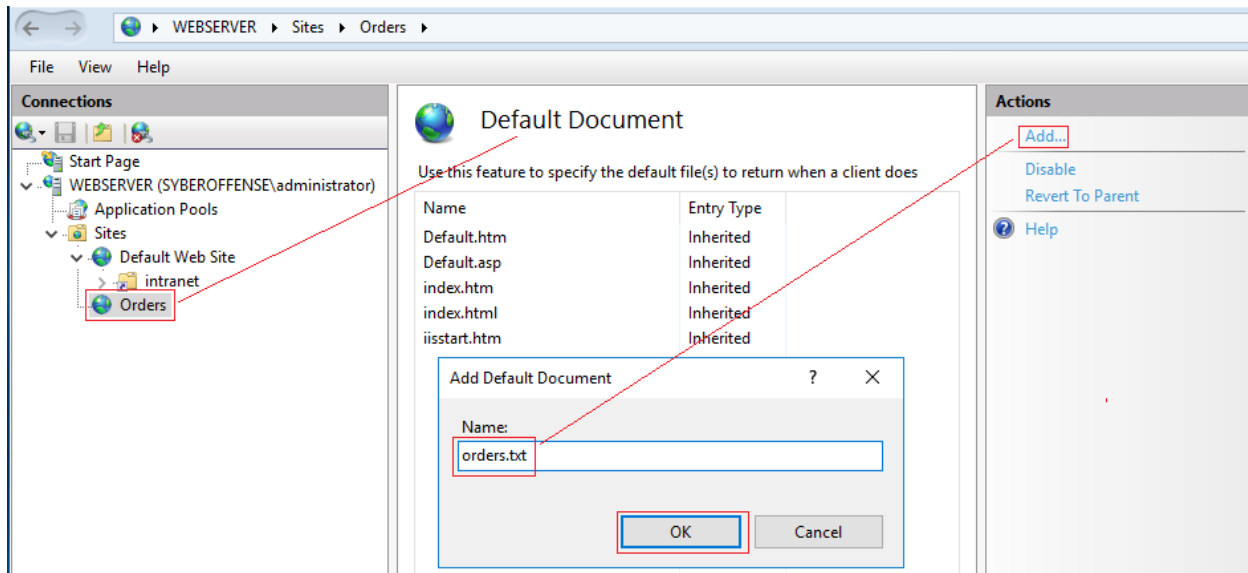 WEBSERVER Sites Orders
File View Help
Connections
Start Page
WEBSERVER (SYBEROFFENSE\administrator)
Application Pools
Sites
Default Web Site
intranet
Orders
Default Document
Use this feature to specify the default file(s) to return when a client does
Name Entry Type
Default.htm Inherited
Default.asp Inherited
index.htm Inherited
index.html Inherited
iisstart.htm Inherited
Add Default Document ?
Name:
orders.txt
OK Cancel
Actions
Add...
Disable
Revert To Parent
Help